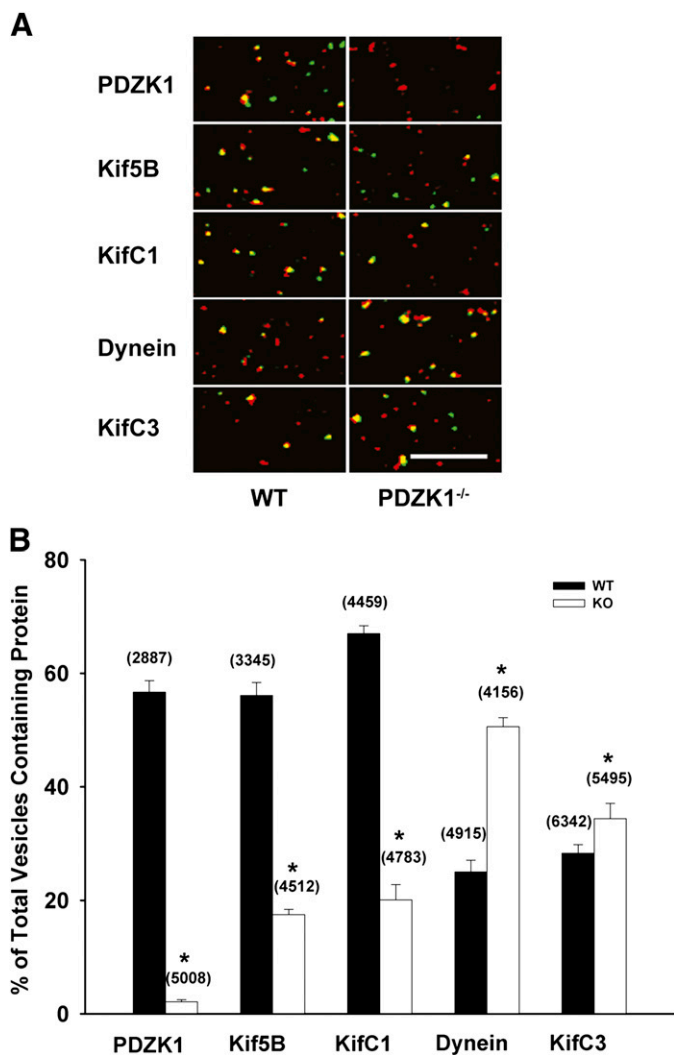 A
PDZK1
Kif5B
KifC1
Dynein
KifC3
WT
PDZK1-/-
B
% of Total Vesicles Containing Protein
80
60
40
20
0
WT
KO
(2887)
*
(5008)
(3345)
*
(4512)
(4459)
*
(4783)
(4915)
*
(4156)
(6342)
*
(5495)
PDZK1
Kif5B
KifC1
Dynein
KifC3